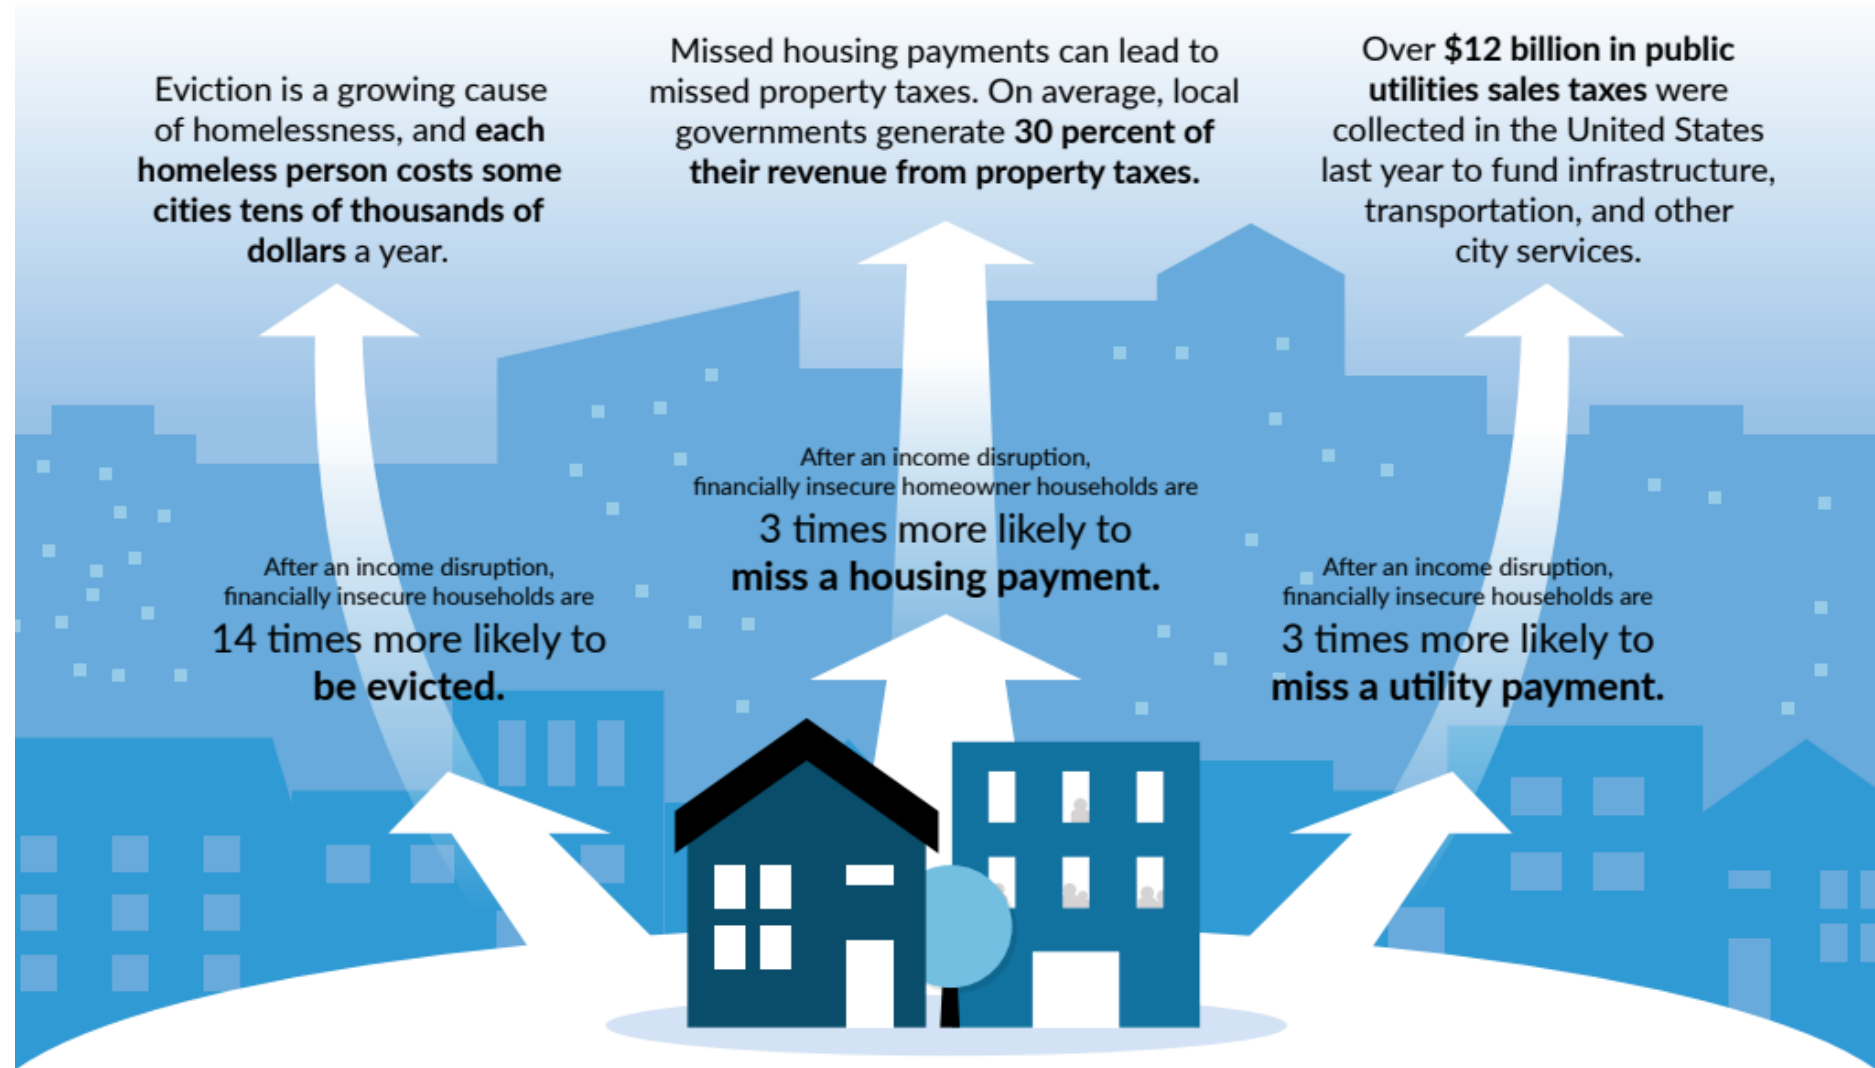 Eviction is a growing cause
of homelessness, and each
homeless person costs some
cities tens of thousands of
dollars a year.
After an income disruption,
financially insecure households are
14 times more likely to
be evicted.
Missed housing payments can lead to
missed property taxes. On average, local
governments generate 30 percent of
their revenue from property taxes.
After an income disruption,
financially insecure homeowner households are
3 times more likely to
miss a housing payment.
Over $12 billion in public
utilities sales taxes were
collected in the United States
last year to fund infrastructure,
transportation, and other
city services.
After an income disruption,
financially insecure households are
3 times more likely to
miss a utility payment.